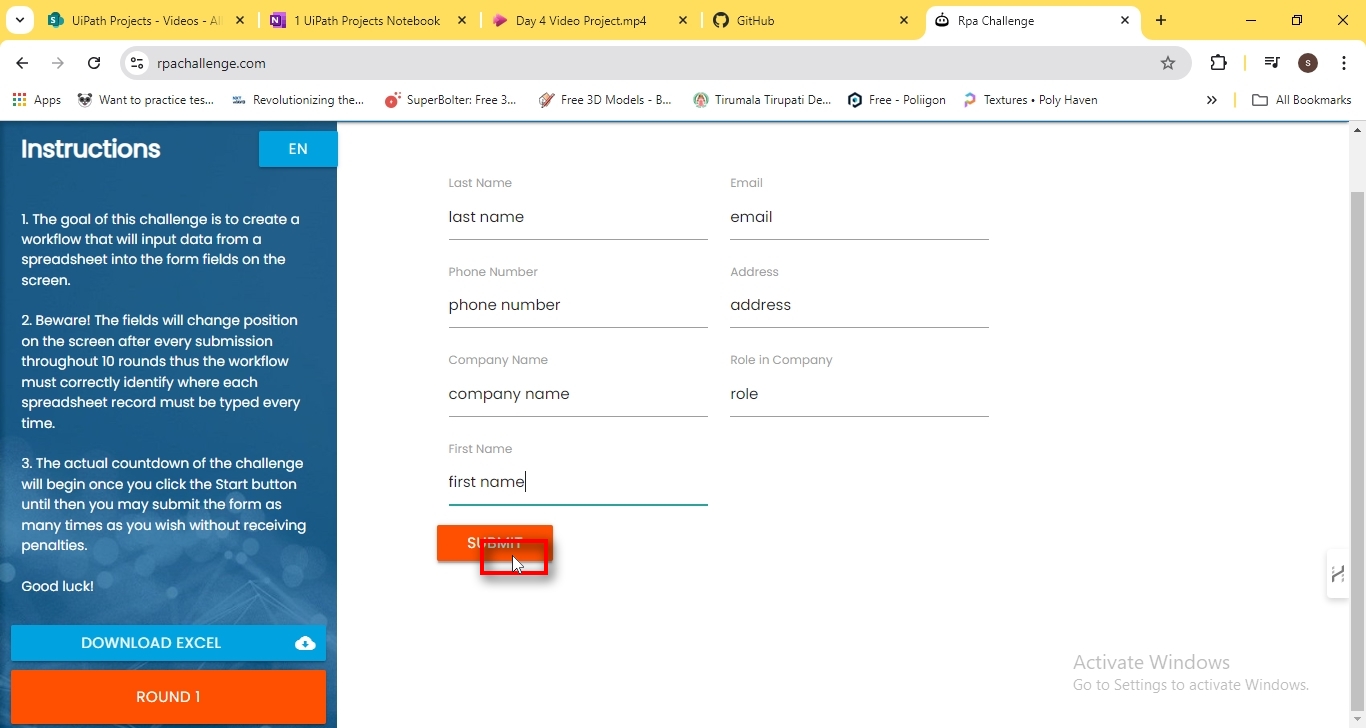 UiPath Projects - Videos - Al
1 UiPath Projects Notebook
Day 4 Video Project.mp4
GitHub
Rpa Challenge
rpachallenge.com
S
Apps
Want to practice tes...
Revolutionizing the...
SuperBolter: Free 3...
Free 3D Models - B...
Tirumala Tirupati De...
Free - Poliigon
Textures • Poly Haven
All Bookmarks
Instructions
EN
1. The goal of this challenge is to create a
workflow that will input data from a
spreadsheet into the form fields on the
screen.
2. Beware! The fields will change position
on the screen after every submission
throughout 10 rounds thus the workflow
must correctly identify where each
spreadsheet record must be typed every
time.
3. The actual countdown of the challenge
will begin once you click the Start button
until then you may submit the form as
many times as you wish without receiving
penalties.
Good luck!
DOWNLOAD EXCEL
ROUND 1
Last Name
last name
Email
email
Phone Number
phone number
Address
address
Company Name
company name
Role in Company
role
First Name
first name
SUBMIT
Activate Windows
Go to Settings to activate Windows.